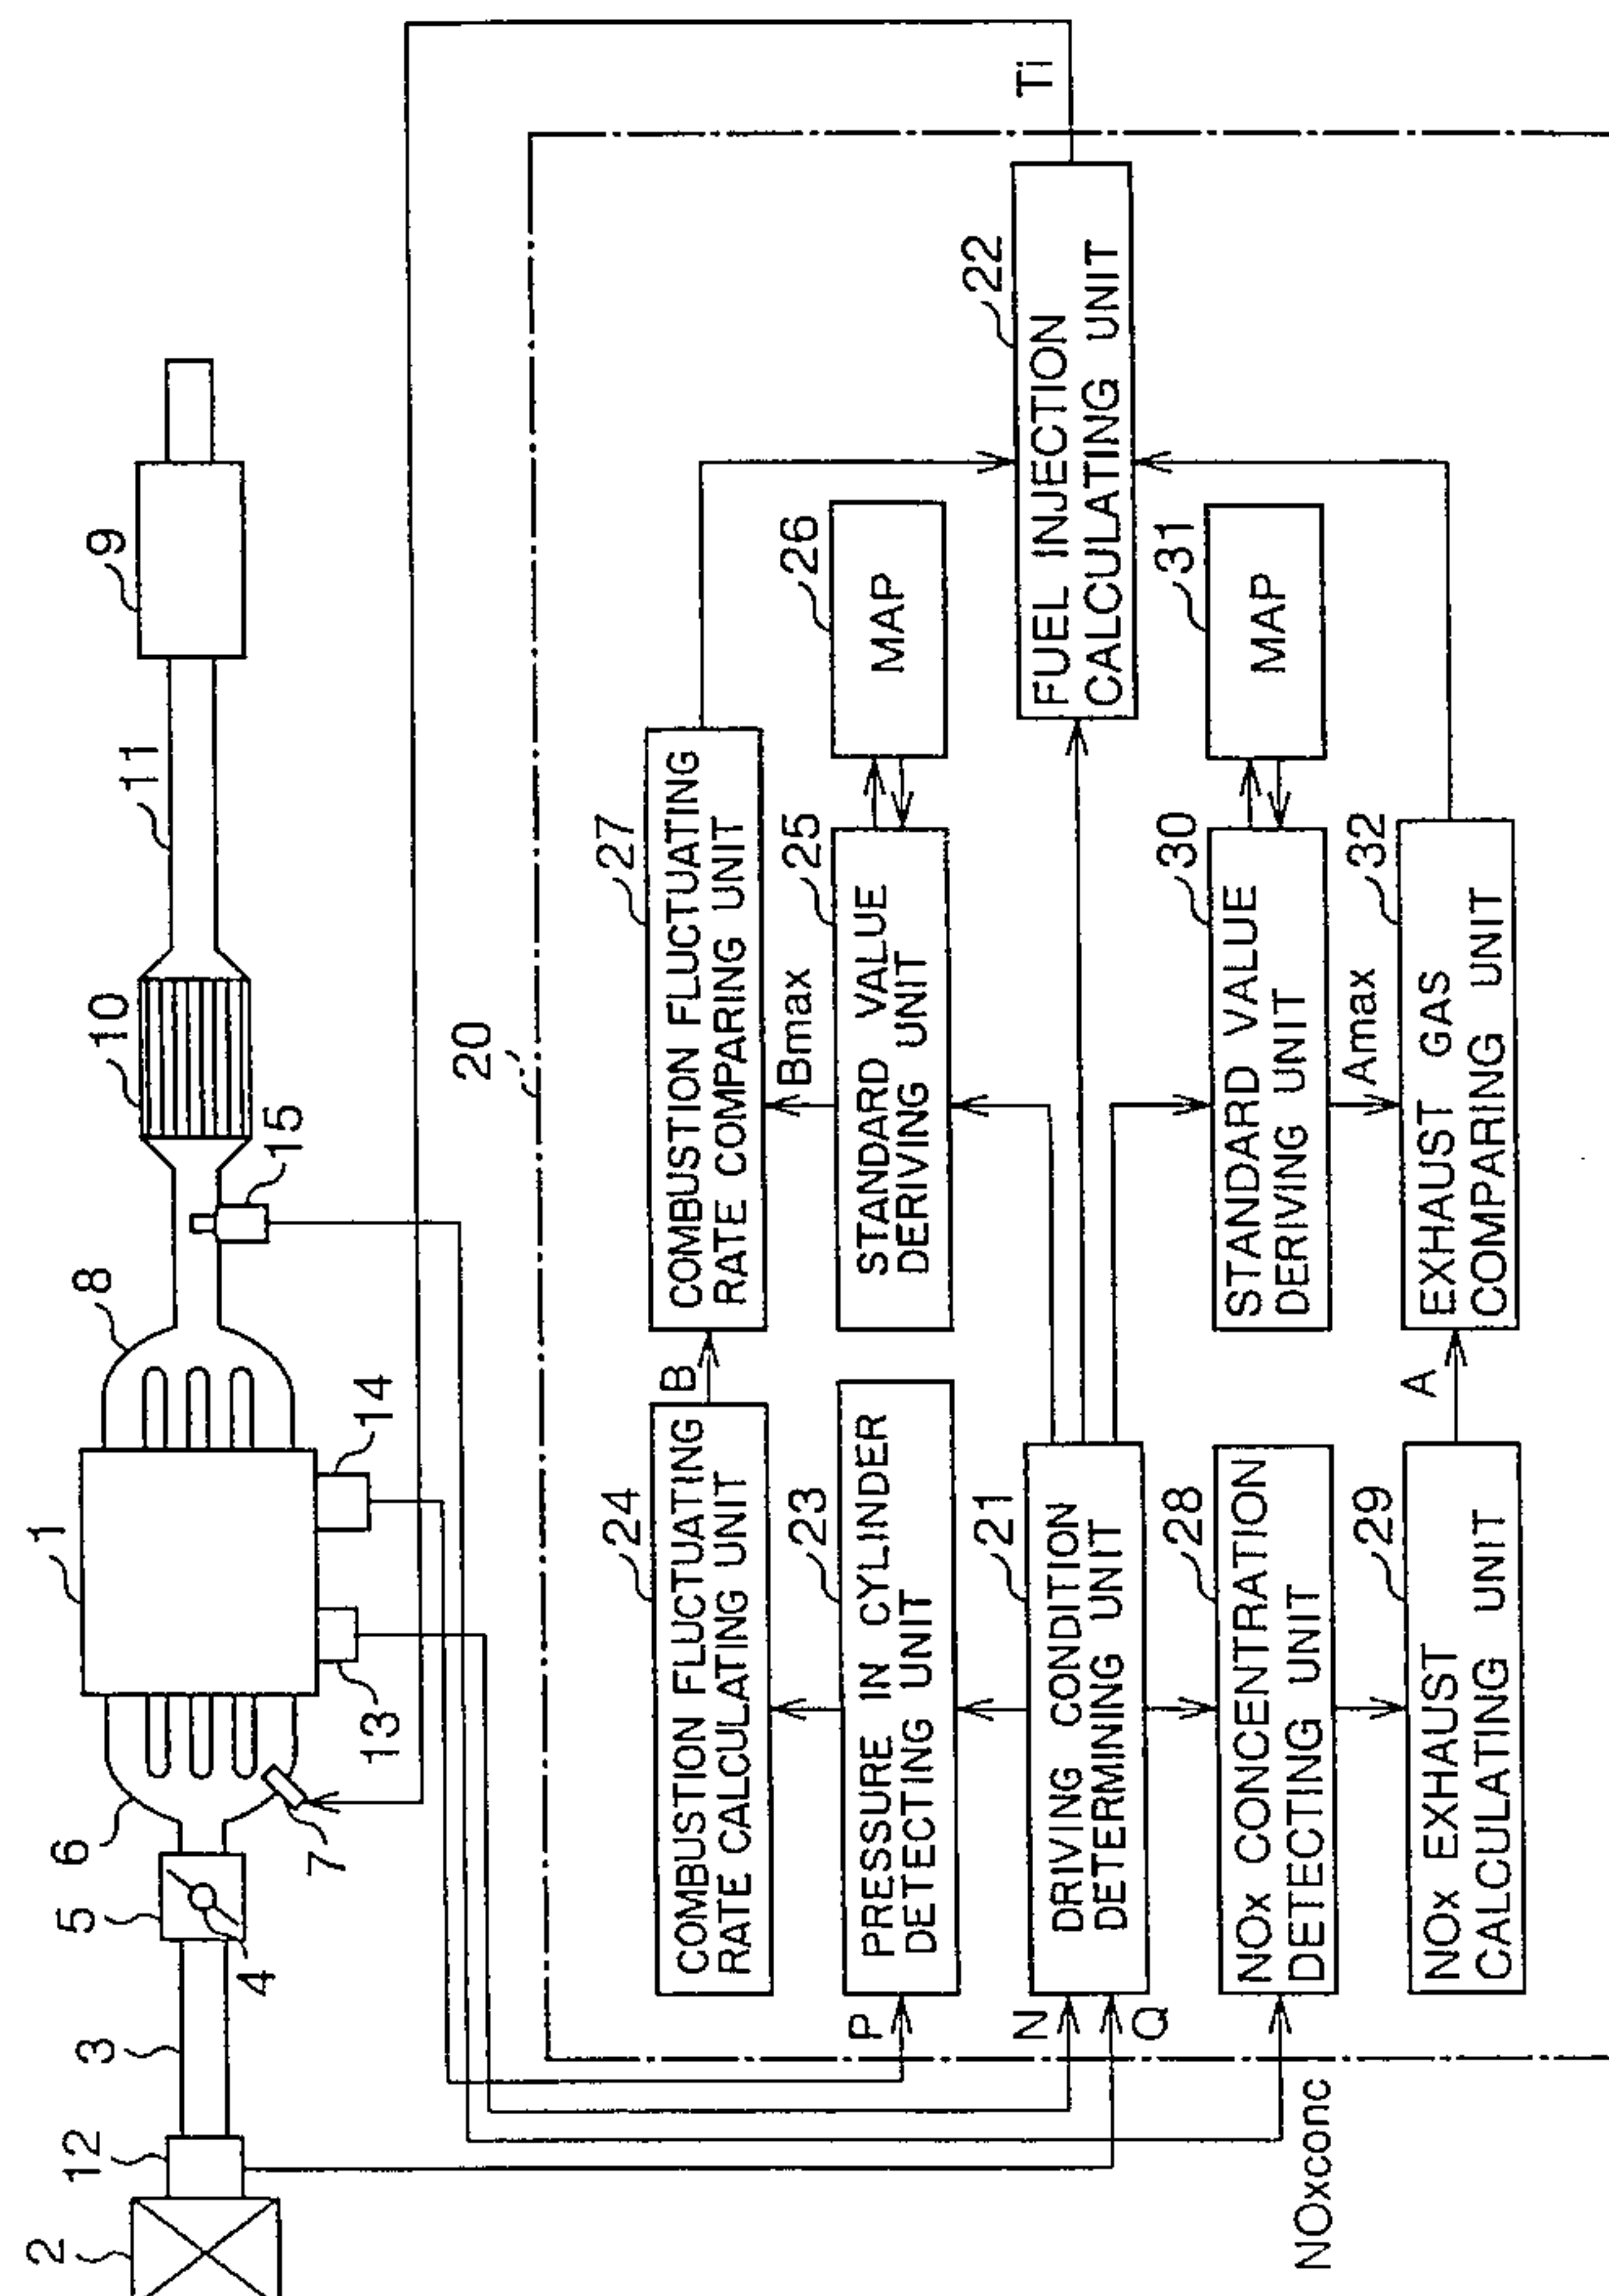 1
2
3
4
5
6
7
8
9
10
11
12
13
14
15
20
Ti
P
N
Q
NOxconc
24
COMBUSTION FLUCTUATING
RATE CALCULATING UNIT
B
27
COMBUSTION FLUCTUATING
RATE COMPARING UNIT
Bmax
23
PRESSURE IN CYLINDER
DETECTING UNIT
25
STANDARD VALUE
DERIVING UNIT
26
MAP
21
DRIVING CONDITION
DETERMINING UNIT
22
FUEL INJECTION
CALCULATING UNIT
28
NOx CONCENTRATION
DETECTING UNIT
30
STANDARD VALUE
DERIVING UNIT
31
MAP
Amax
29
NOx EXHAUST
CALCULATING UNIT
A
32
EXHAUST GAS
COMPARING UNIT